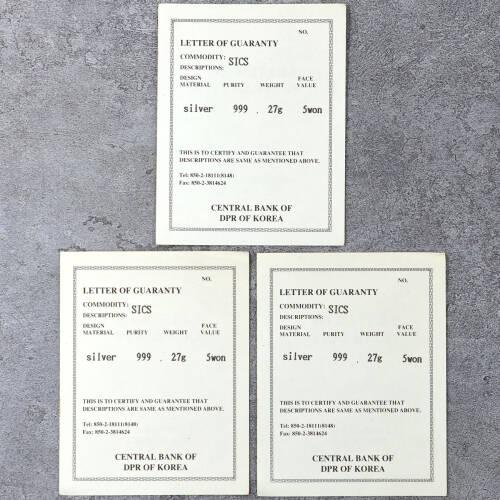 NO.
LETTER OF GUARANTY
COMMODITY: SICS
DESCRIPTIONS:
DESIGN FACE
MATERIAL PURITY WEIGHT VALUE
silver 999 . 27g 5won
THIS IS TO CERTIFY AND GUARANTEE THAT
DESCRIPTIONS ARE SAME AS MENTIONED ABOVE.
Tel: 850-2-18111(8148)
Fax: 850-2-3814624
CENTRAL BANK OF
DPR OF KOREA
NO.
LETTER OF GUARANTY
COMMODITY: SICS
DESCRIPTIONS:
DESIGN FACE
MATERIAL PURITY WEIGHT VALUE
silver 999 . 27g 5won
THIS IS TO CERTIFY AND GUARANTEE THAT
DESCRIPTIONS ARE SAME AS MENTIONED ABOVE.
Tel: 850-2-18111(8148)
Fax: 850-2-3814624
CENTRAL BANK OF
DPR OF KOREA
NO.
LETTER OF GUARANTY
COMMODITY: SICS
DESCRIPTIONS:
DESIGN FACE
MATERIAL PURITY WEIGHT VALUE
silver 999 . 27g 5won
THIS IS TO CERTIFY AND GUARANTEE THAT
DESCRIPTIONS ARE SAME AS MENTIONED ABOVE.
Tel: 850-2-18111(8148)
Fax: 850-2-3814624
CENTRAL BANK OF
DPR OF KOREA